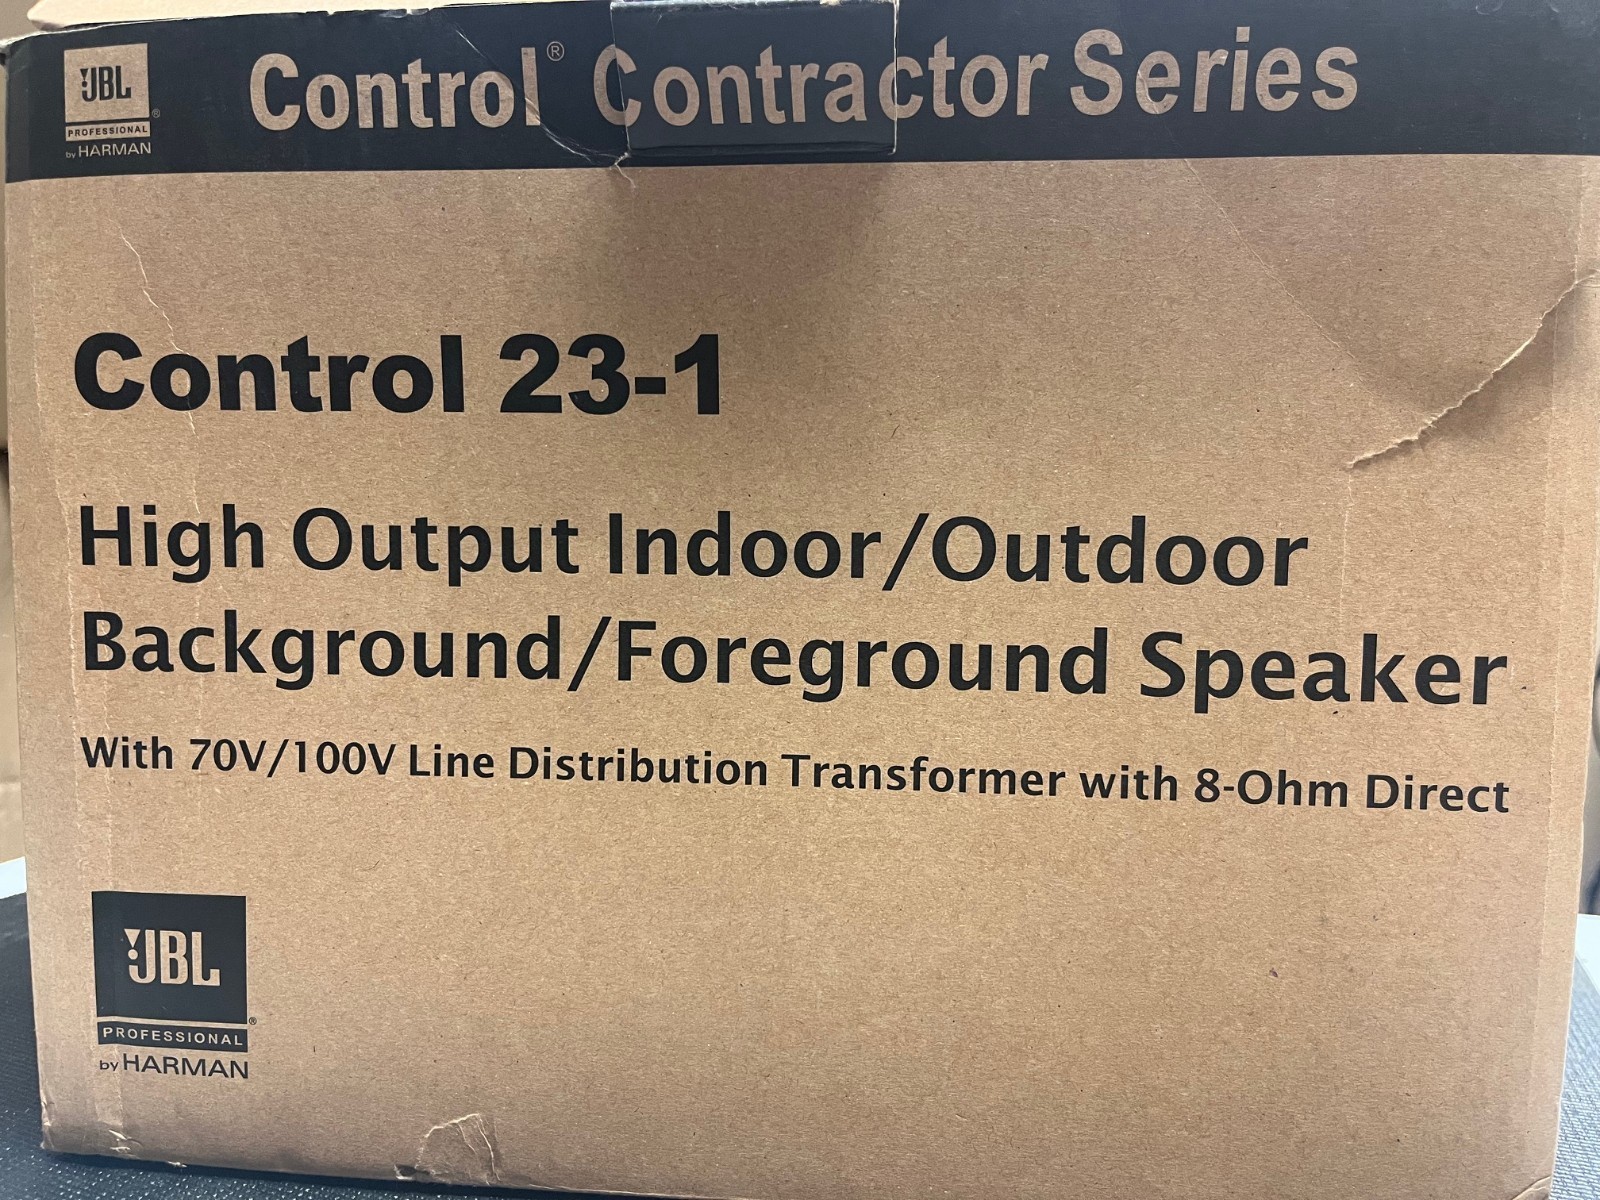 JBL
PROFESSIONAL ®
by HARMAN
Control® Contractor Series
Control 23-1
High Output Indoor/Outdoor
Background/Foreground Speaker
With 70V/100V Line Distribution Transformer with 8-Ohm Direct
JBL
PROFESSIONAL ®
by HARMAN